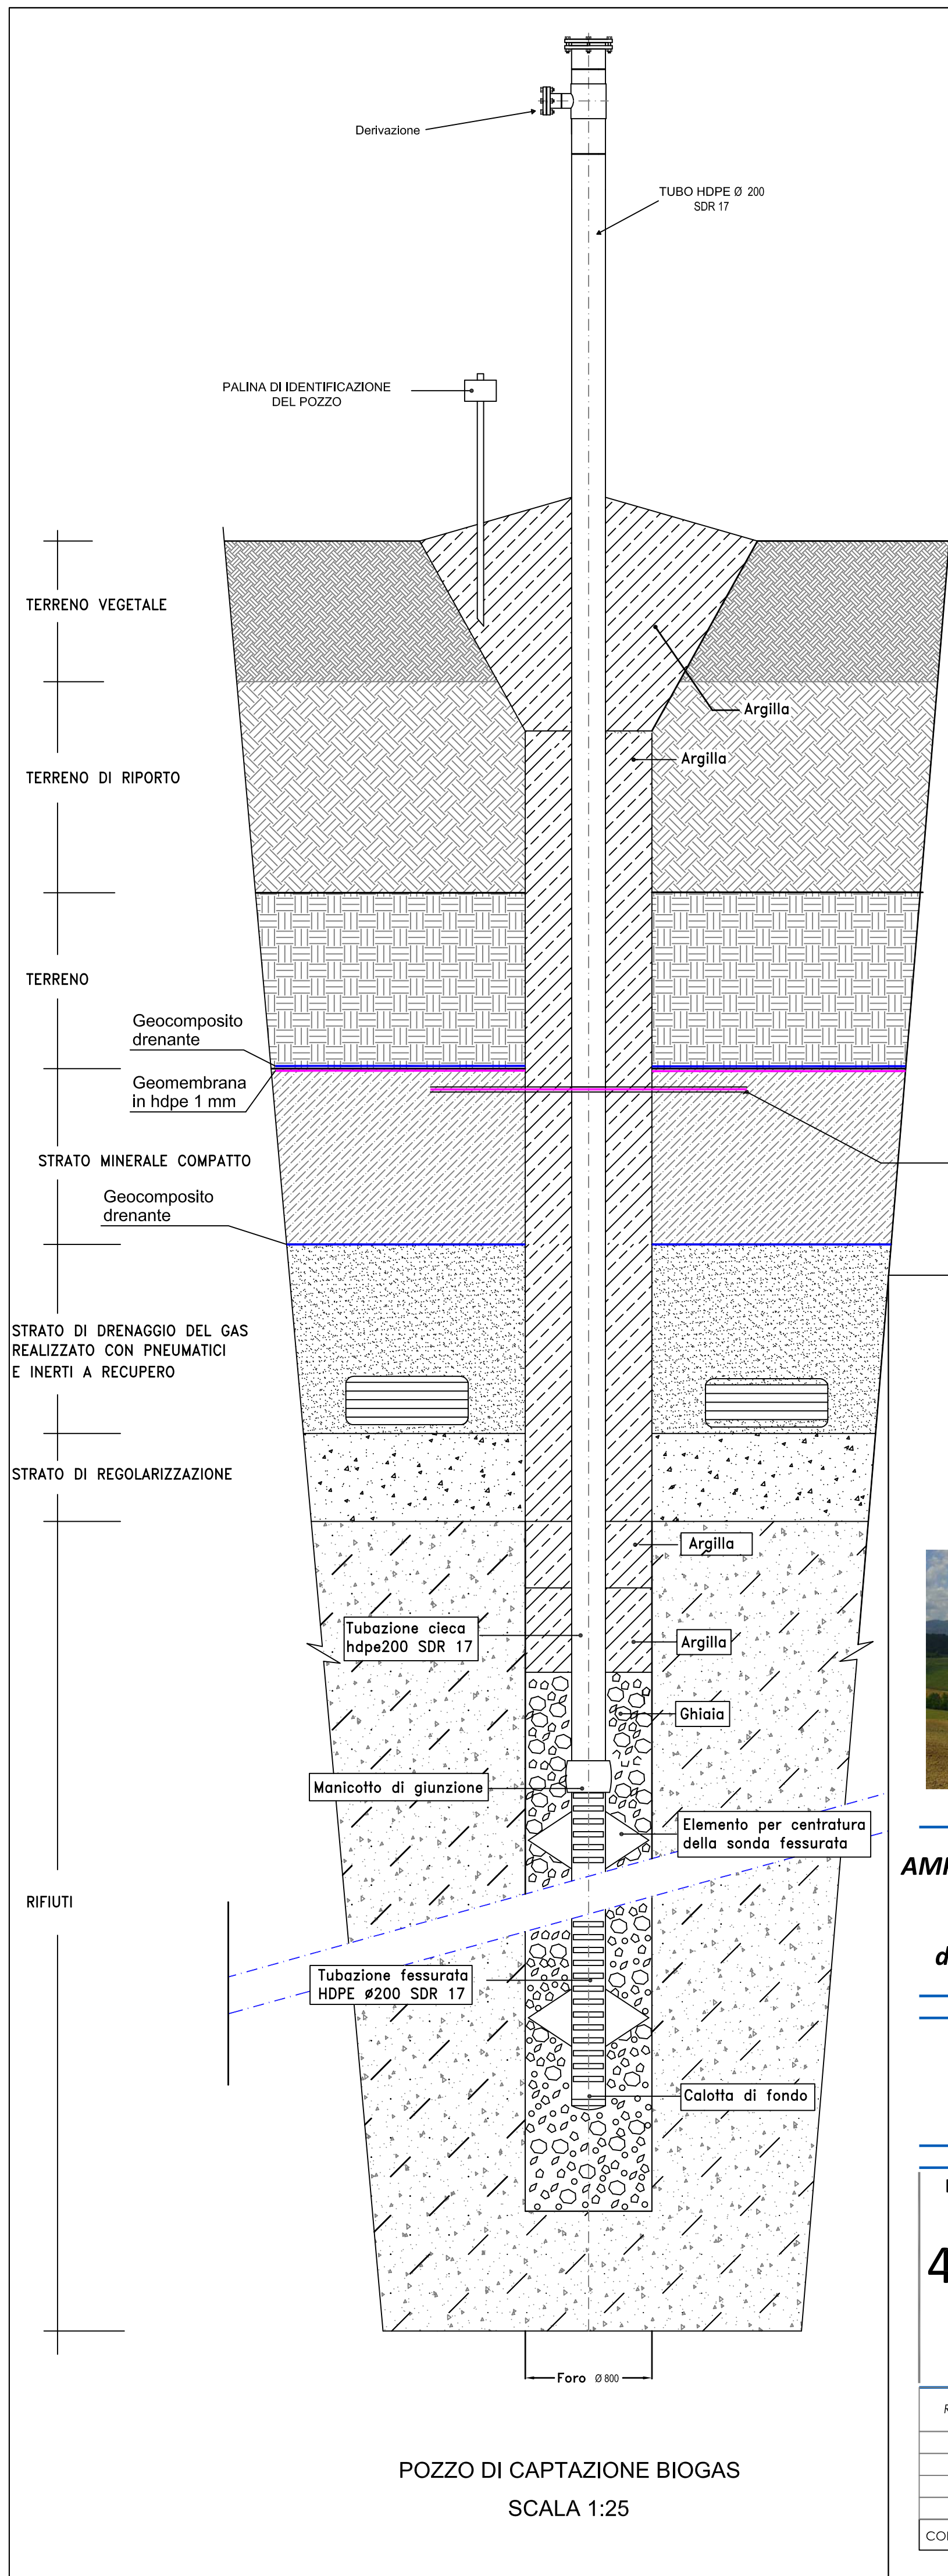 Derivazione
TUBO HDPE Ø 200
SDR 17
PALINA DI IDENTIFICAZIONE
DEL POZZO
TERRENO VEGETALE
Argilla
Argilla
TERRENO DI RIPORTO
TERRENO
Geocomposito
drenante
Geomembrana
in hdpe 1 mm
STRATO MINERALE COMPATTO
Geocomposito
drenante
STRATO DI DRENAGGIO DEL GAS
REALIZZATO CON PNEUMATICI
E INERTI A RECUPERO
STRATO DI REGOLARIZZAZIONE
Argilla
Tubazione cieca
hdpe200 SDR 17
Argilla
Ghiaia
Manicotto di giunzione
Elemento per centratura
della sonda fessurata
RIFIUTI
Tubazione fessurata
HDPE ø200 SDR 17
Calotta di fondo
4
Foro Ø 800
POZZO DI CAPTAZIONE BIOGAS
SCALA 1:25